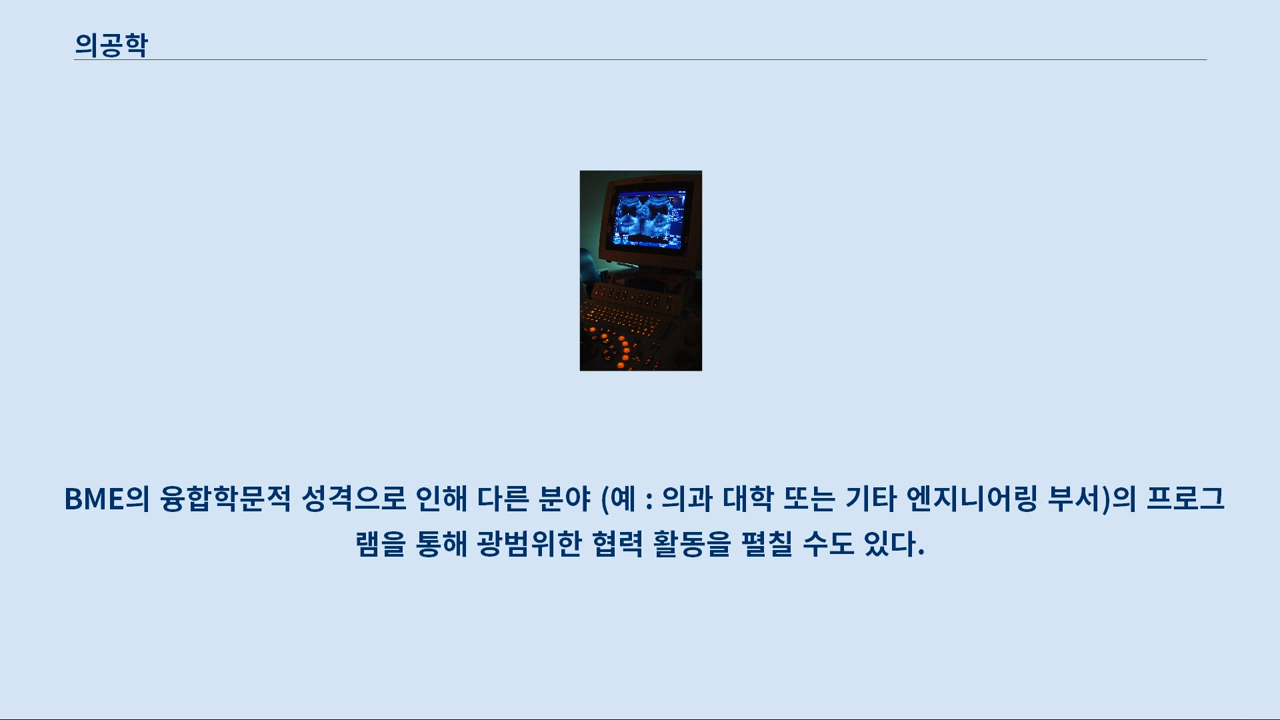 의공학
BME의 융합학문적 성격으로 인해 다른 분야 (예 : 의과 대학 또는 기타 엔지니어링 부서)의 프로그
램을 통해 광범위한 협력 활동을 펼칠 수도 있다.